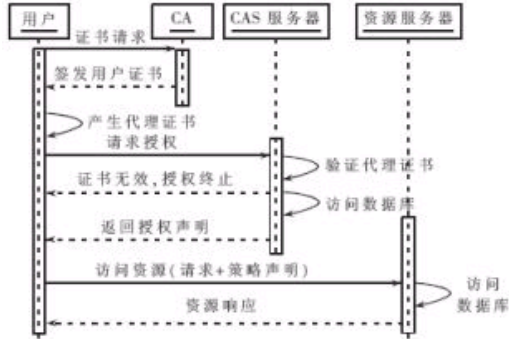 用户 CA CAS 服务器 资源服务器
证书请求
签发用户证书
产生代理证书
请求授权
验证代理证书
证书无效,授权终止
访问数据库
返回授权声明
访问资源(请求+策略声明)
访问
数据库
资源响应